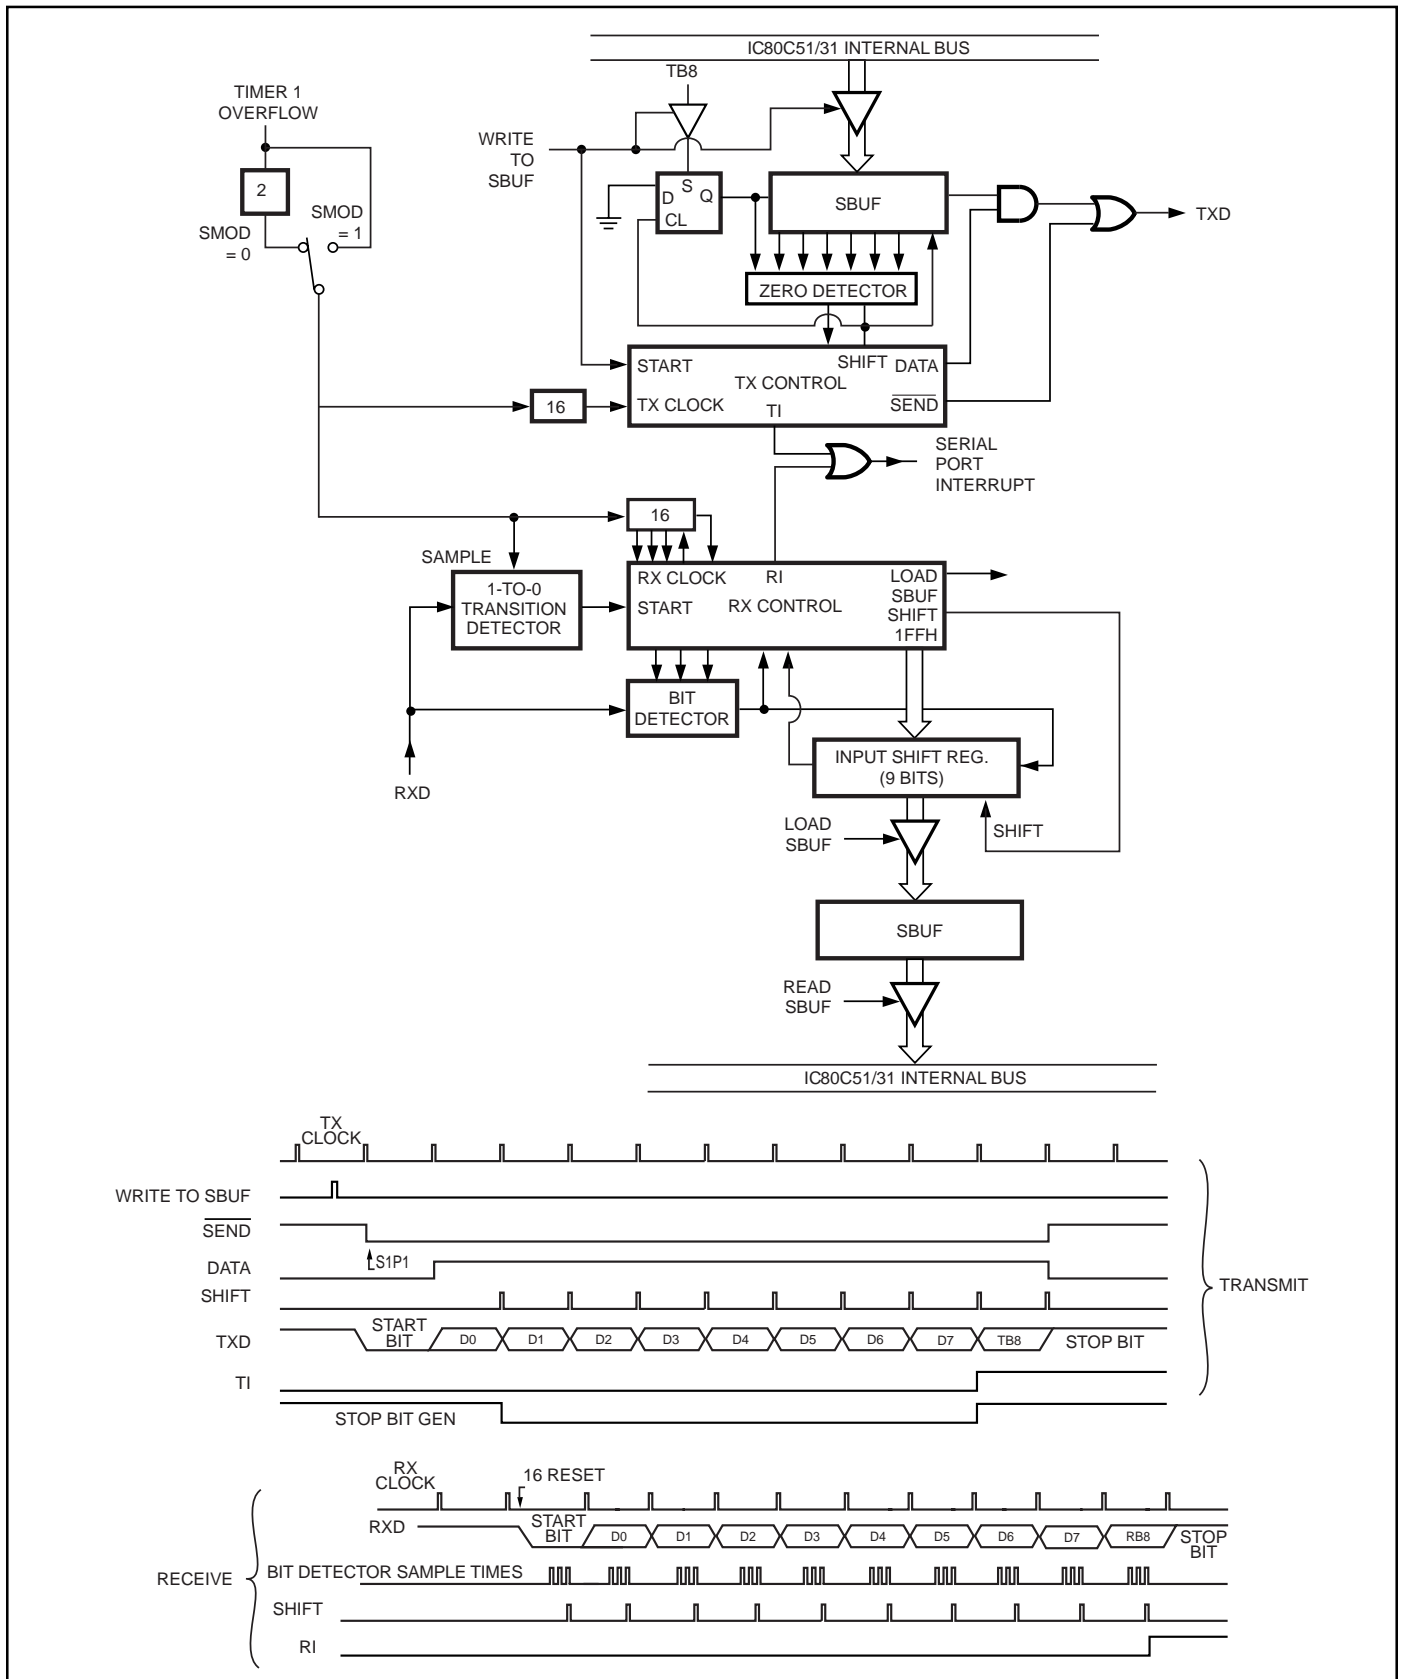 IC80C51/31 INTERNAL BUS
TB8
TIMER 1
OVERFLOW
WRITE
TO
SBUF
2
SMOD
= 1
SMOD
= 0
S
D
Q
CL
SBUF
TXD
ZERO DETECTOR
START
SHIFT
DATA
TX CONTROL
16
TX CLOCK
TI
SEND
SERIAL
PORT
INTERRUPT
16
SAMPLE
1-TO-0
TRANSITION
DETECTOR
RX CLOCK
RI
LOAD
SBUF
START
RX CONTROL
SHIFT
1FFH
BIT
DETECTOR
RXD
INPUT SHIFT REG.
(9 BITS)
LOAD
SBUF
SHIFT
SBUF
READ
SBUF
IC80C51/31 INTERNAL BUS
TX
CLOCK
WRITE TO SBUF
SEND
S1P1
DATA
SHIFT
TXD
START
BIT
D0
D1
D2
D3
D4
D5
D6
D7
TB8
STOP BIT
TI
STOP BIT GEN
TRANSMIT
RX
CLOCK
16 RESET
RXD
START
BIT
D0
D1
D2
D3
D4
D5
D6
D7
RB8
STOP
BIT
BIT DETECTOR SAMPLE TIMES
SHIFT
RI
RECEIVE